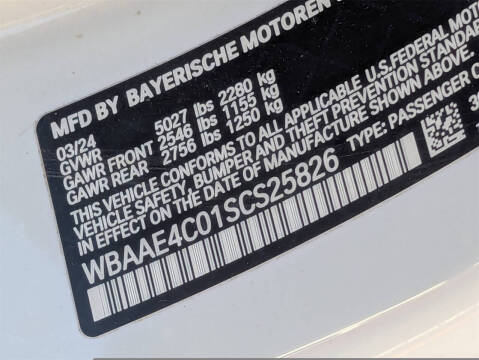 MFD BY BAYERISCHE MOTOREN
03/24
GVWR 5027 lbs 2280 kg
GAWR FRONT 2546 lbs 1155 kg
GAWR REAR 2756 lbs 1250 kg
THIS VEHICLE CONFORMS TO ALL APPLICABLE U.S.FEDERAL MOTO
VEHICLE SAFETY, BUMPER AND THEFT PREVENTION STANDAR
IN EFFECT ON THE DATE OF MANUFACTURE SHOWN ABOVE.
WBAAE4C01SCS25826 TYPE: PASSENGER C